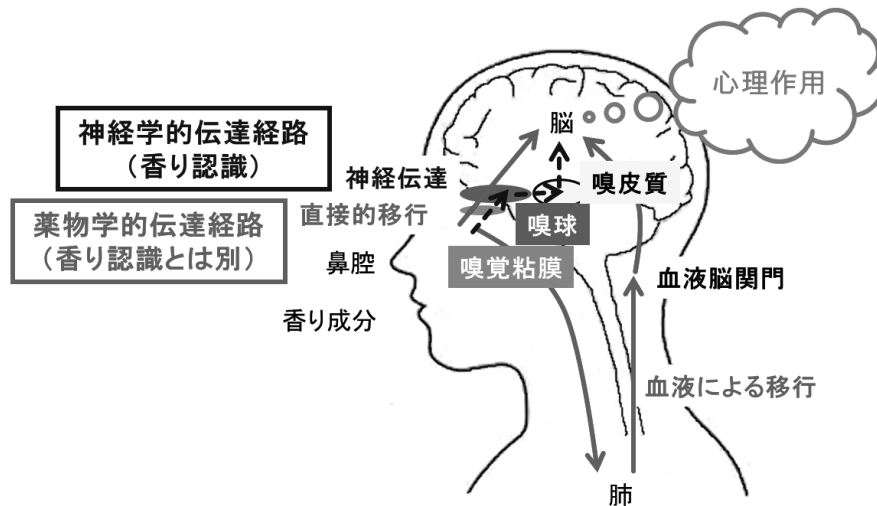 心理作用
脳
神経学的伝達経路
（香り認識）
神経伝達
嗅皮質
薬物学的伝達経路
（香り認識とは別）
直接的移行
嗅球
鼻腔
嗅覚粘膜
血液脳関門
香り成分
血液による移行
肺